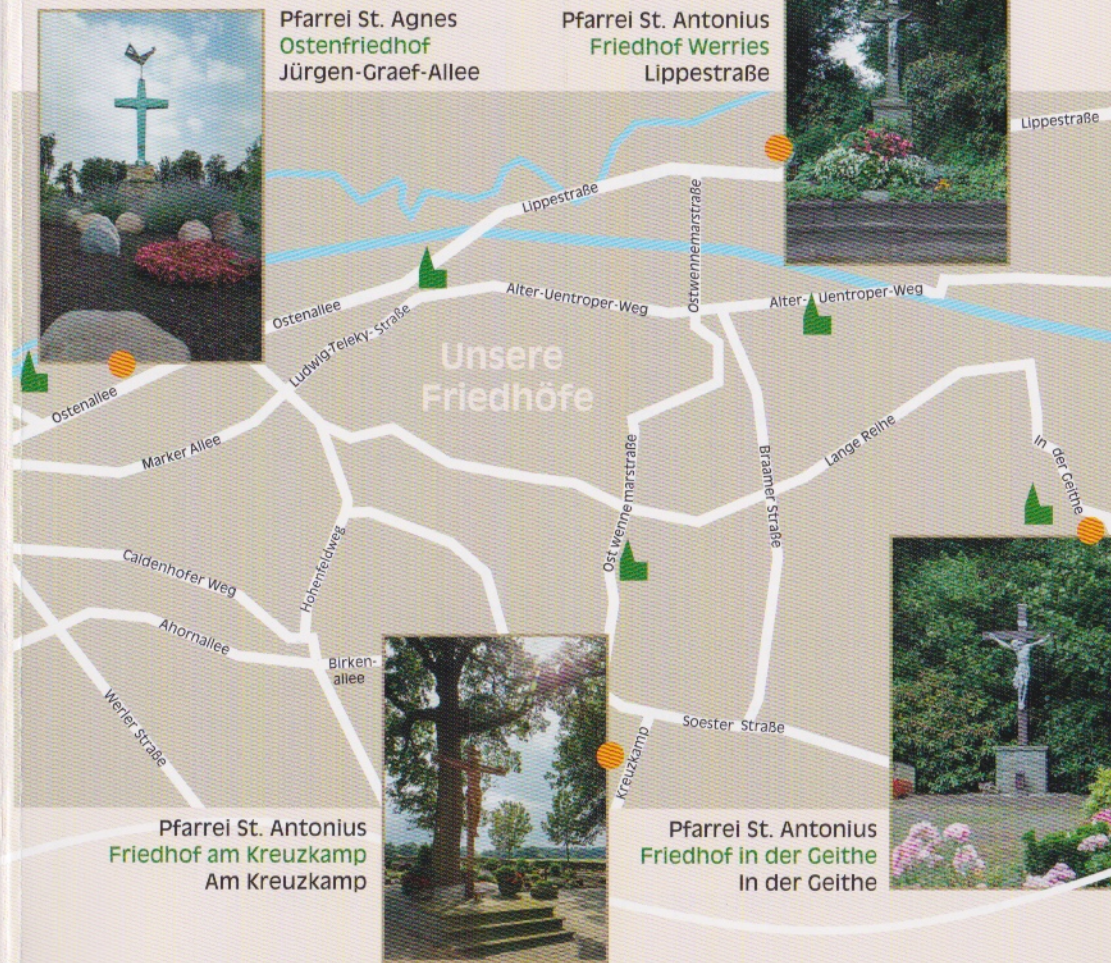 Pfarrei St. Agnes
Ostenfriedhof
Jürgen-Graef-Allee
Pfarrei St. Antonius
Friedhof Werries
Lippestraße
Lippestraße
Lippestraße
Ostwennemarstraße
Ostenallee
Alter-Uentroper-Weg
Alter- Uentroper-Weg
Ludwig-Teleky-Straße
Unsere
Friedhöfe
Ostenallee
Marker Allee
Lange Reihe
In der Geithe
Ostwennemarstraße
Braamer Straße
Hohenfeldweg
Caldenhofer Weg
Ahornallee
Birken-
allee
Werler Straße
Soester Straße
Kreuzkamp
Pfarrei St. Antonius
Friedhof am Kreuzkamp
Am Kreuzkamp
Pfarrei St. Antonius
Friedhof in der Geithe
In der Geithe